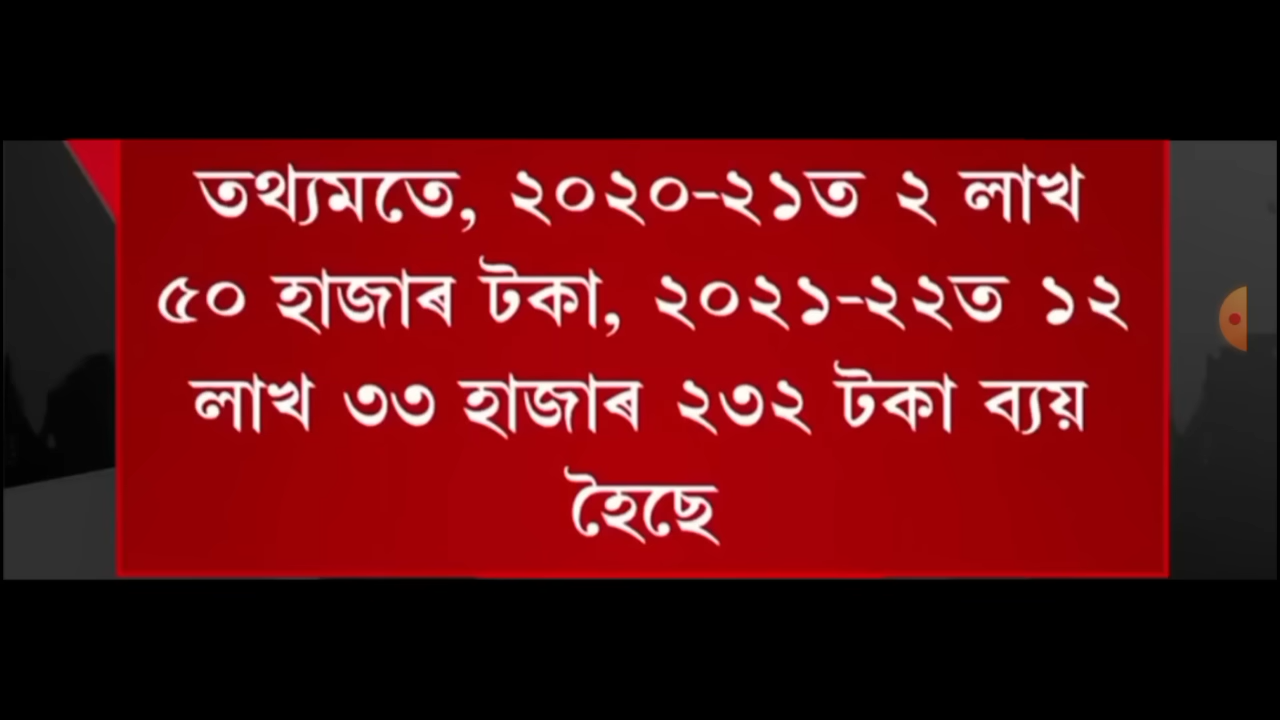 তথ্যমতে, ২০২০-২১ত ২ লাখ
৫০ হাজাৰ টকা, ২০২১-২২ত ১২
লাখ ৩৩ হাজাৰ ২৩২ টকা ব্যয়
হৈছে